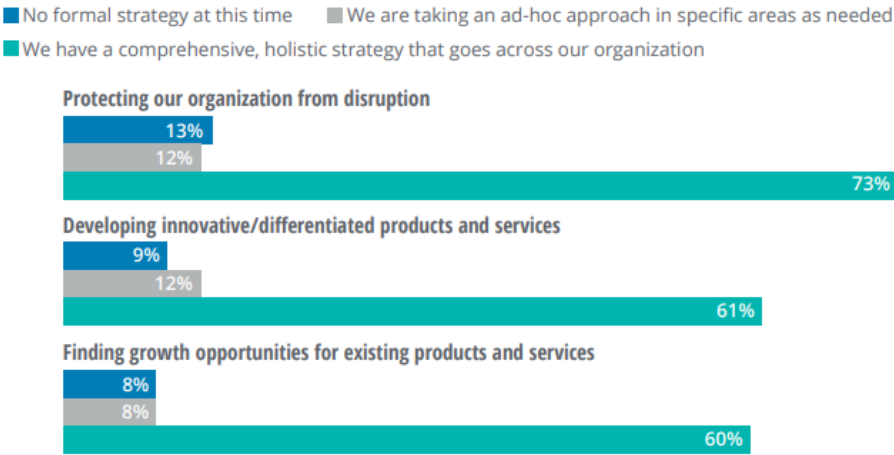 No formal strategy at this time We are taking an ad-hoc approach in specific areas as needed
We have a comprehensive, holistic strategy that goes across our organization
Protecting our organization from disruption
13%
12%
73%
Developing innovative/differentiated products and services
9%
12%
61%
Finding growth opportunities for existing products and services
8%
8%
60%